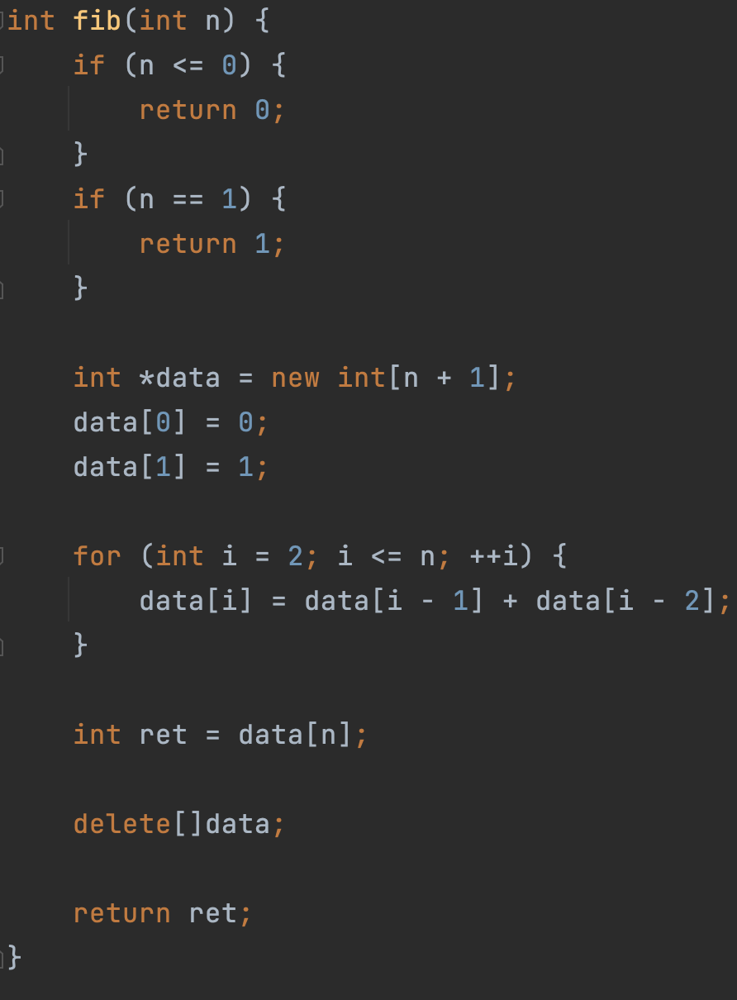 int fib(int n) {
    if (n <= 0) {
        return 0;
    }
    if (n == 1) {
        return 1;
    }

    int *data = new int[n + 1];
    data[0] = 0;
    data[1] = 1;

    for (int i = 2; i <= n; ++i) {
        data[i] = data[i - 1] + data[i - 2];
    }

    int ret = data[n];

    delete[]data;

    return ret;
}